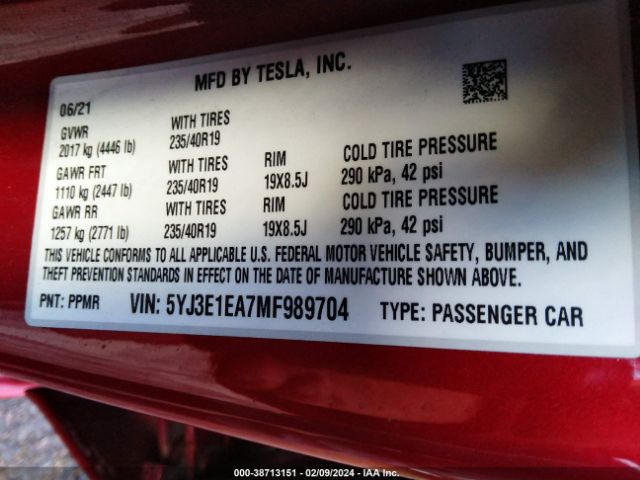 MFD BY TESLA, INC.
06/21
GVWR WITH TIRES
2017 kg (4446 lb) 235/40R19
GAWR FRT WITH TIRES RIM COLD TIRE PRESSURE
1110 kg (2447 lb) 235/40R19 19X8.5J 290 kPa, 42 psi
GAWR RR WITH TIRES RIM COLD TIRE PRESSURE
1257 kg (2771 lb) 235/40R19 19X8.5J 290 kPa, 42 psi
THIS VEHICLE CONFORMS TO ALL APPLICABLE U.S. FEDERAL MOTOR VEHICLE SAFETY, BUMPER, AND
THEFT PREVENTION STANDARDS IN EFFECT ON THE DATE OF MANUFACTURE SHOWN ABOVE.
PNT: PPMR VIN: 5YJ3E1EA7MF989704 TYPE: PASSENGER CAR
000-38713151 - 02/09/2024 - IAA Inc.